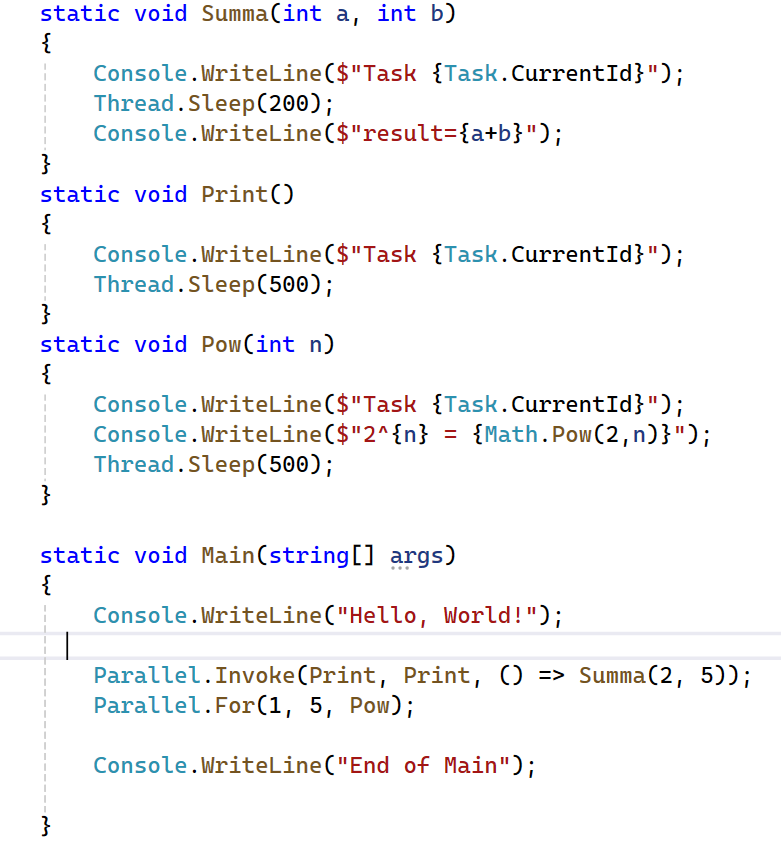 static void Summa(int a, int b)
{
    Console.WriteLine($"Task {Task.CurrentId}");
    Thread.Sleep(200);
    Console.WriteLine($"result={a+b}");
}
static void Print()
{
    Console.WriteLine($"Task {Task.CurrentId}");
    Thread.Sleep(500);
}
static void Pow(int n)
{
    Console.WriteLine($"Task {Task.CurrentId}");
    Console.WriteLine($"2^{n} = {Math.Pow(2,n)}");
    Thread.Sleep(500);
}

static void Main(string[] args)
{
    Console.WriteLine("Hello, World!");

    Parallel.Invoke(Print, Print, () => Summa(2, 5));
    Parallel.For(1, 5, Pow);

    Console.WriteLine("End of Main");

}